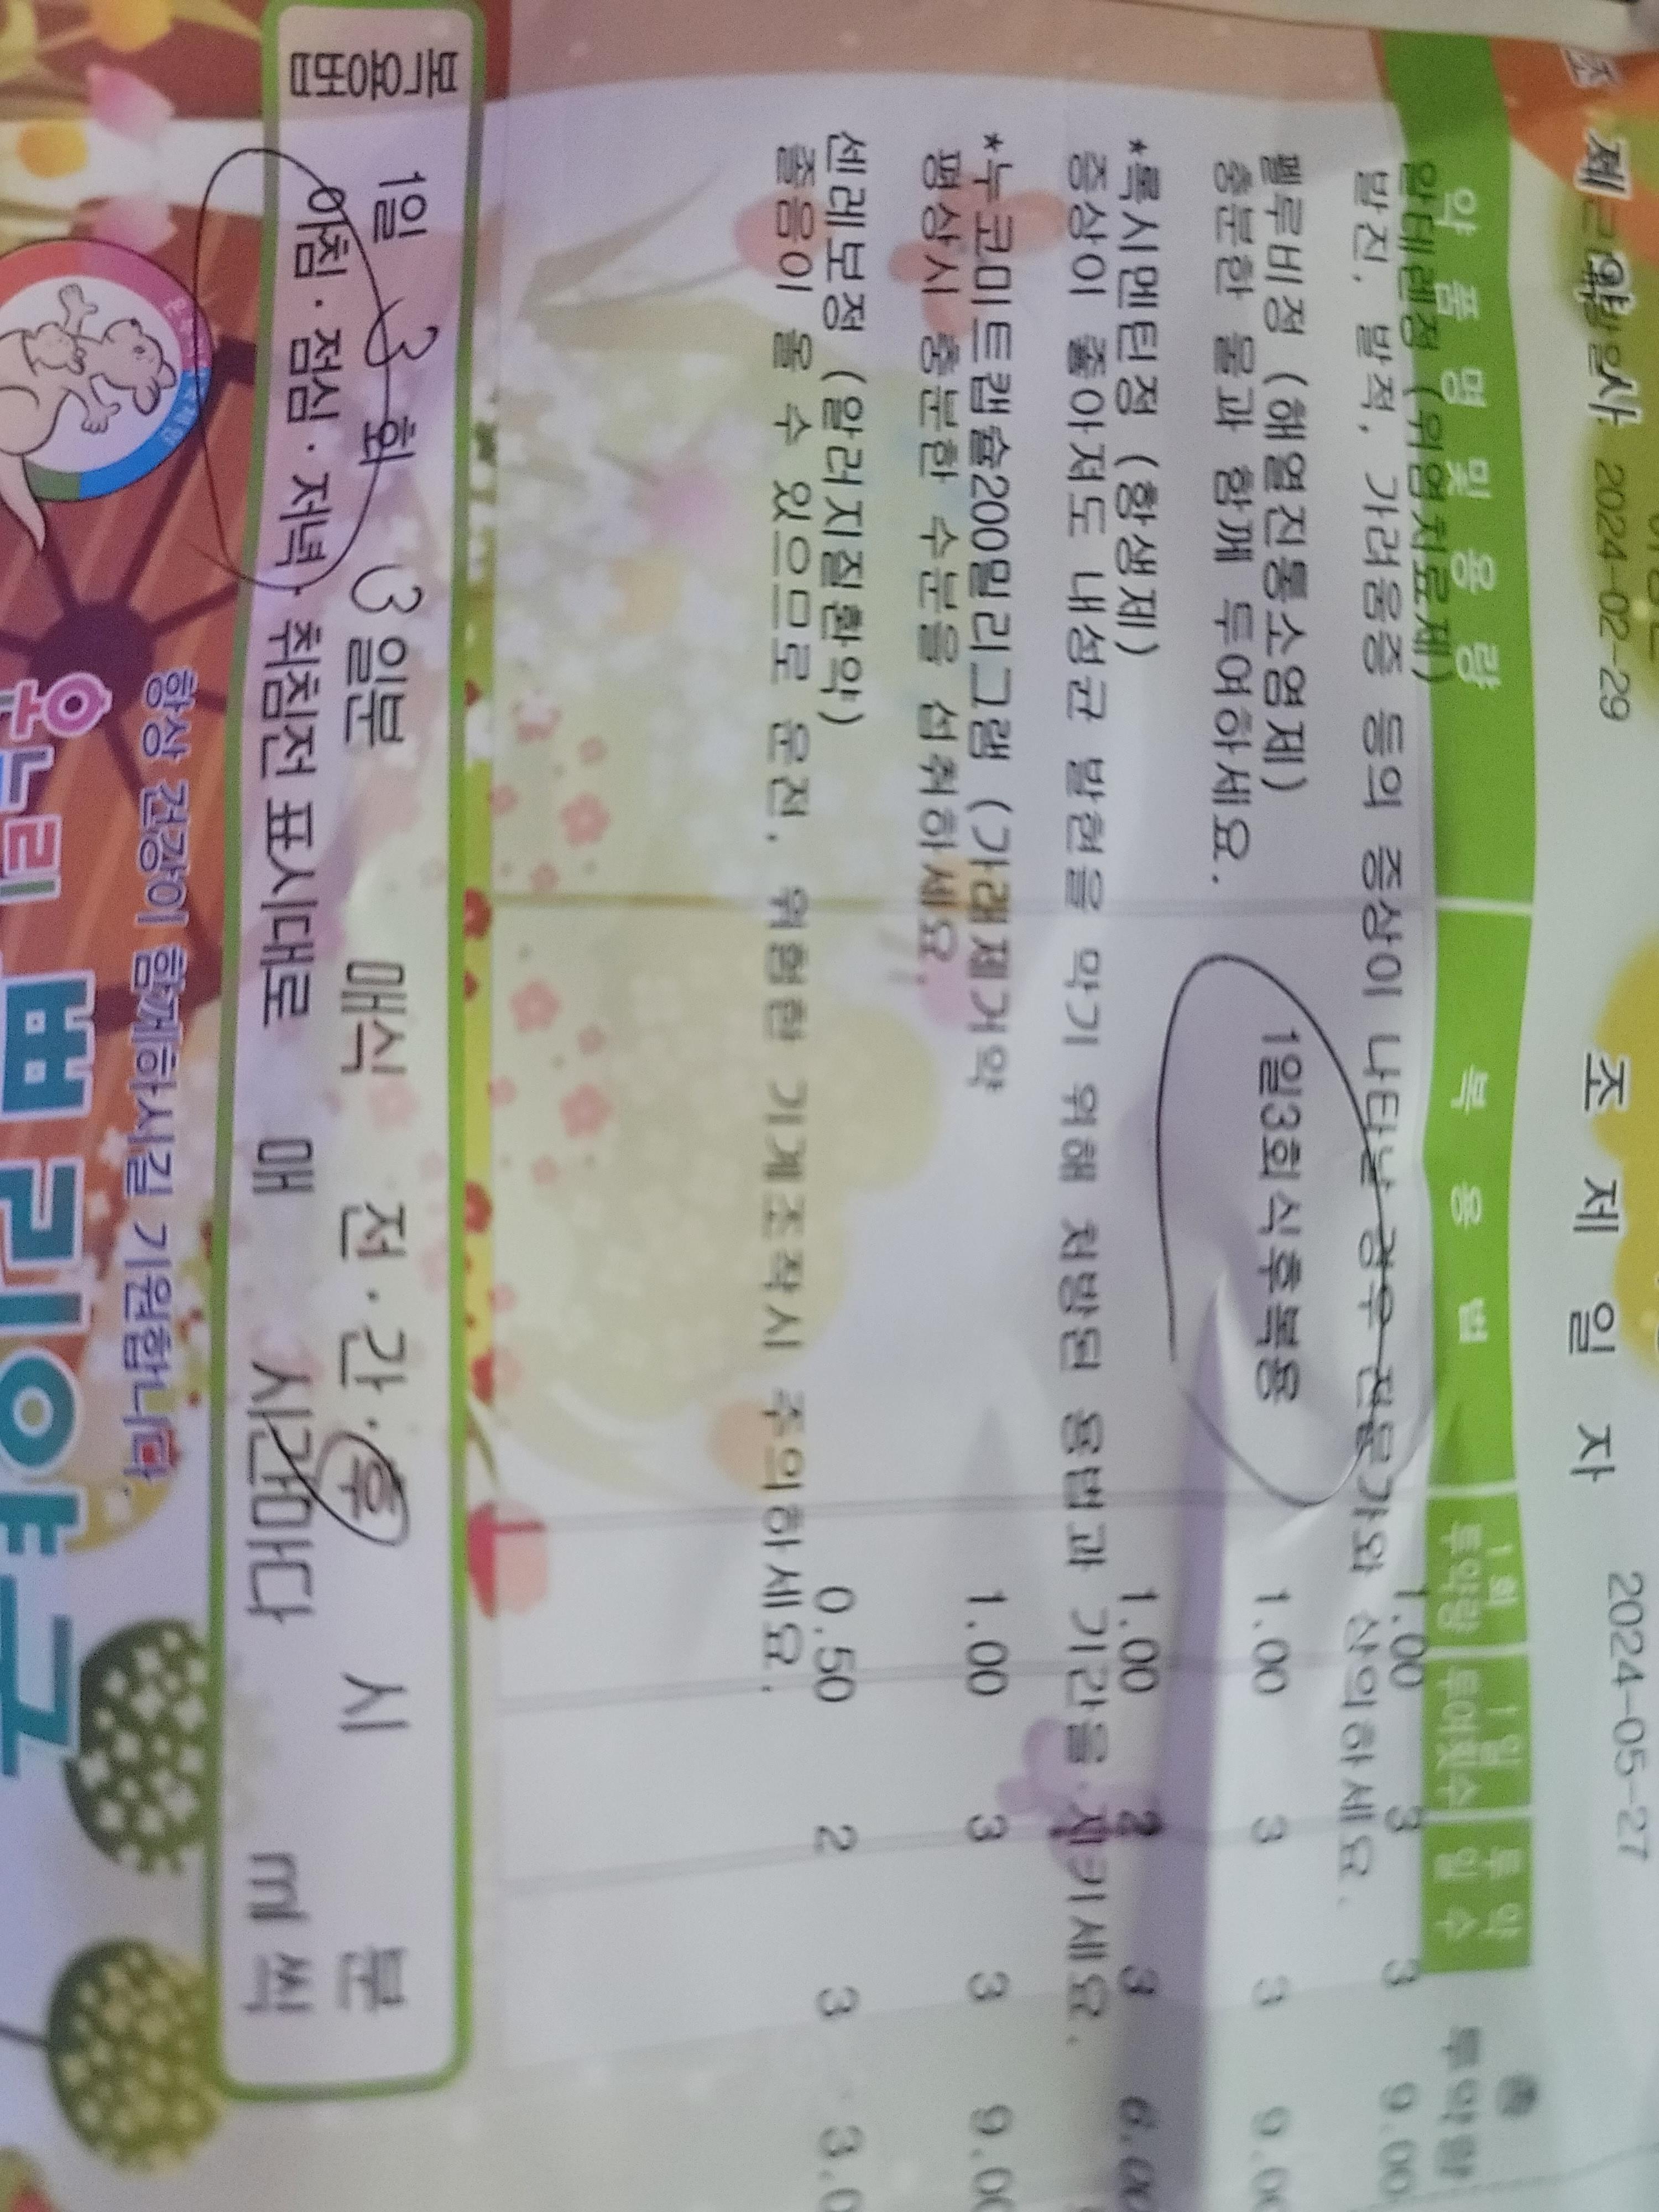 조제근약발일사 2024-02-29 조 제 일 자 2024-05-27
약 품 명 및 용 량 복 용 법 1회 투약량 1일 투여횟수 투약일수 총투약량
알테렌정 (위염치료제) 1.00 3 3 9.00
발진, 발적, 가려움증 등의 증상이 나타날 경우 전문가와 상의하세요.
펠루비정 (해열진통소염제) 1일3회식후복용 1.00 3 3 9.00
충분한 물과 함께 투여하세요.
*록시멘틴정 (항생제) 1.00 2 3 6.00
증상이 좋아져도 내성균 발현을 막기 위해 처방된 용법과 기간을 지키세요.
*누코미트캡슐200밀리그램 (가래제거약 1.00 3 3 9.00
평상시 충분한 수분을 섭취하세요.
쎈레보정 (알러지질환약) 0.50 2 3 3.0
졸음이 올 수 있으므로 운전, 위험한 기계조작시 주의하세요.
복용법
1일 3회 3일분 매식 전·간·후 시 분
아침·점심·저녁, 취침전 표시대로 매 시간마다 ml 씩
항상 건강이 함께하시길 기원합니다.
온누리 범리약국